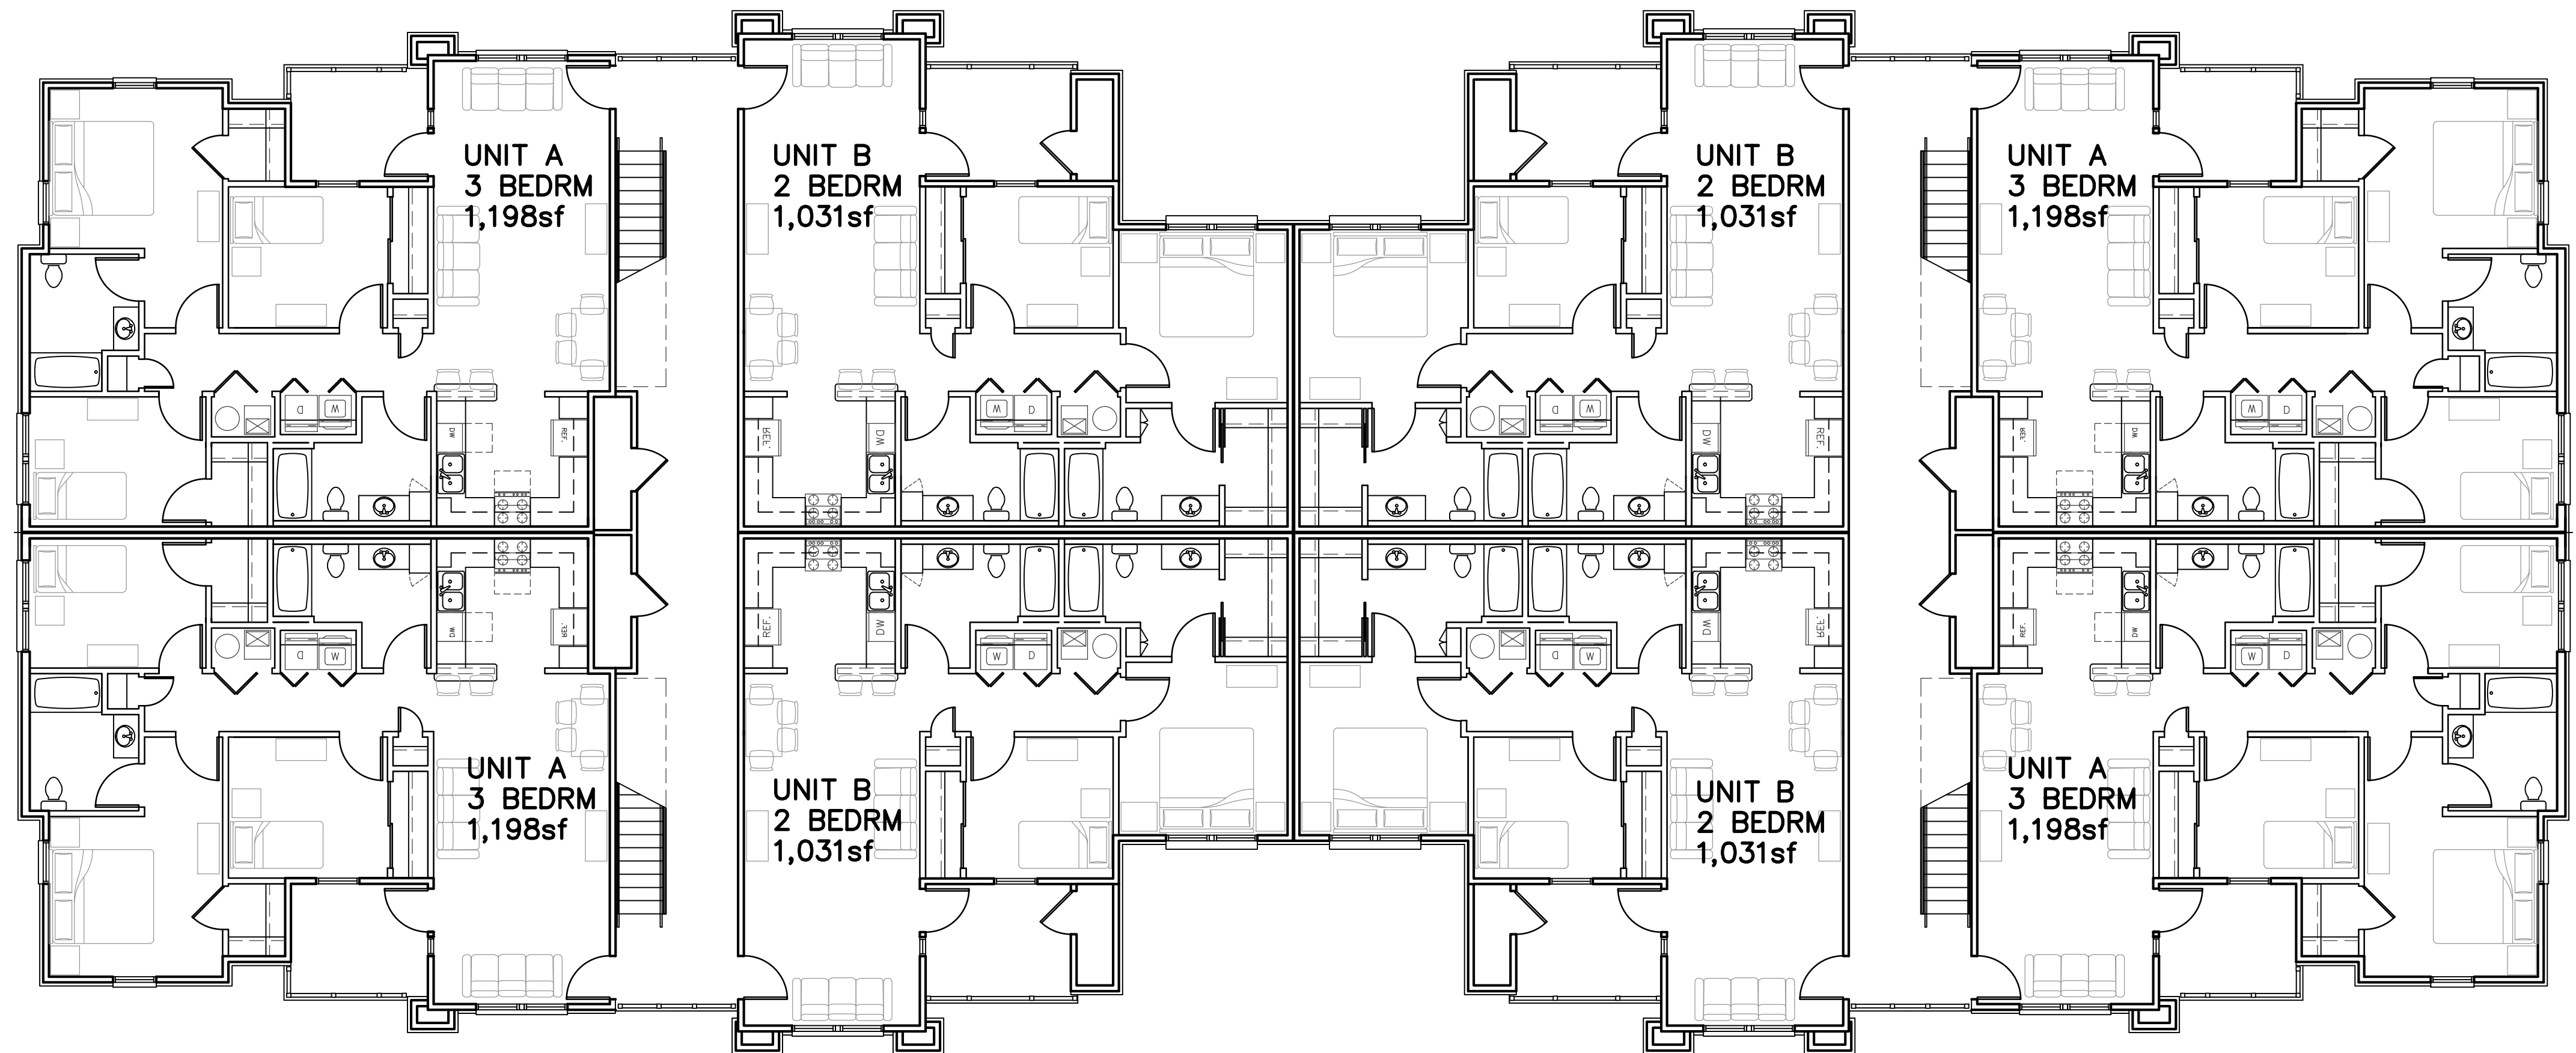 UNIT A
3 BEDRM
1,198sf
UNIT B
2 BEDRM
1,031sf
UNIT B
2 BEDRM
1,031sf
UNIT A
3 BEDRM
1,198sf
D
W
W
D
D
W
W
D
DW
REF.
REF.
DW
DW
REF.
REF.
DW
DW
REF.
REF.
DW
DW
REF.
REF.
DW
D
W
W
D
D
W
W
D
UNIT A
3 BEDRM
1,198sf
UNIT B
2 BEDRM
1,031sf
UNIT B
2 BEDRM
1,031sf
UNIT A
3 BEDRM
1,198sf